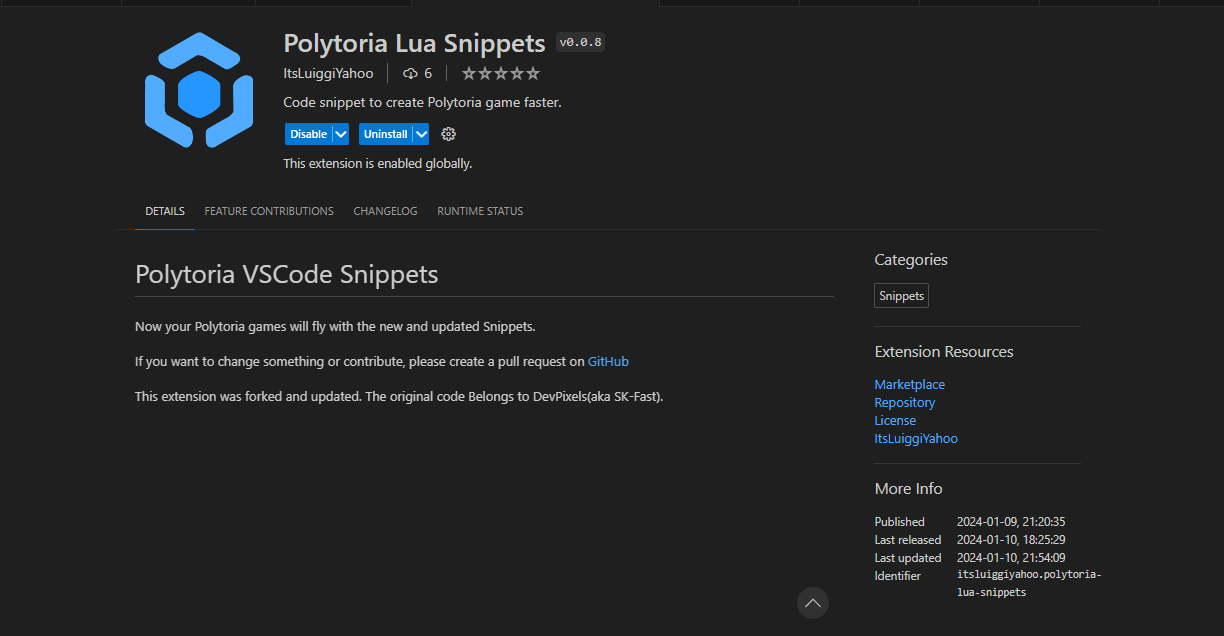 Polytoria Lua Snippets v0.0.8
ItsLuiggiYahoo 6
Code snippet to create Polytoria game faster.
Disable Uninstall
This extension is enabled globally.
DETAILS FEATURE CONTRIBUTIONS CHANGELOG RUNTIME STATUS
Polytoria VSCode Snippets
Now your Polytoria games will fly with the new and updated Snippets.
If you want to change something or contribute, please create a pull request on GitHub
This extension was forked and updated. The original code Belongs to DevPixels(aka SK-Fast).
Categories
Snippets
Extension Resources
Marketplace
Repository
License
ItsLuiggiYahoo
More Info
Published 2024-01-09, 21:20:35
Last released 2024-01-10, 18:25:29
Last updated 2024-01-10, 21:54:09
Identifier itsluiggiyahoo.polytoria-
lua-snippets